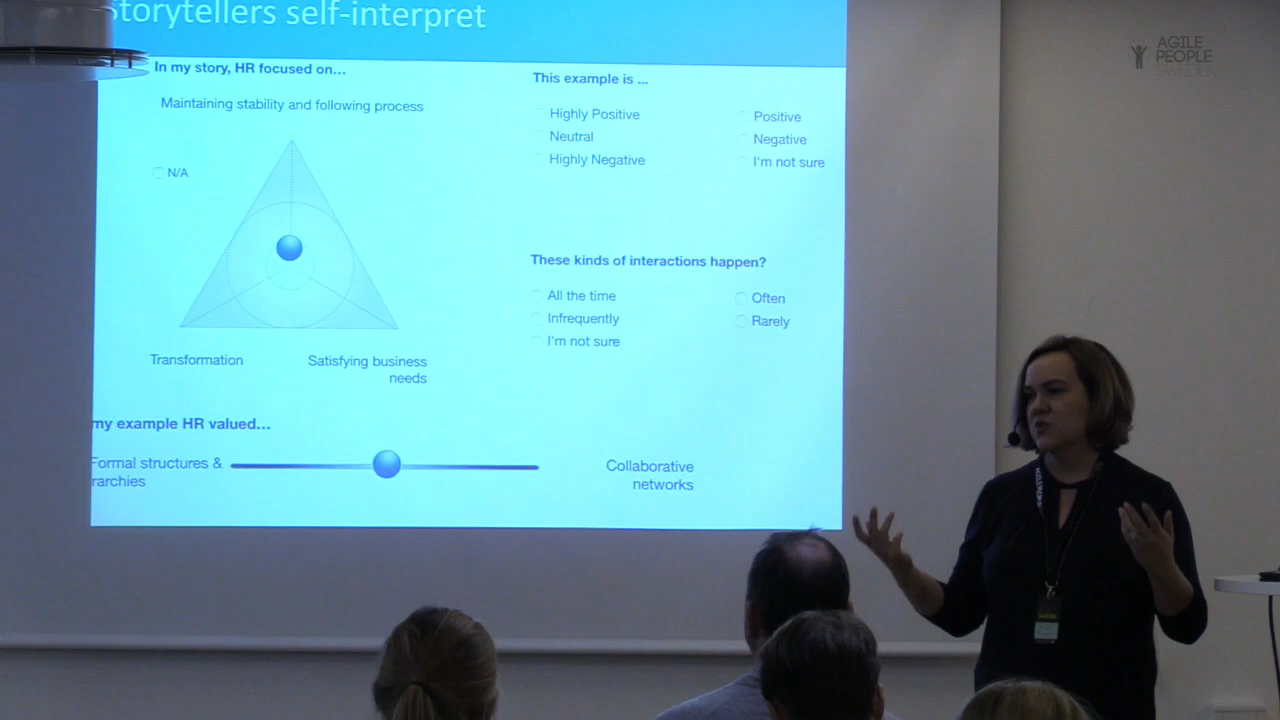 Storytellers self-interpret
In my story, HR focused on...
Maintaining stability and following process
N/A
Transformation
Satisfying business
needs
my example HR valued...
Formal structures &
rarchies
Collaborative
networks
This example is ...
Highly Positive
Positive
Neutral
Negative
Highly Negative
I'm not sure
These kinds of interactions happen?
All the time
Often
Infrequently
Rarely
I'm not sure
AGILE
PEOPLE
SWEDEN